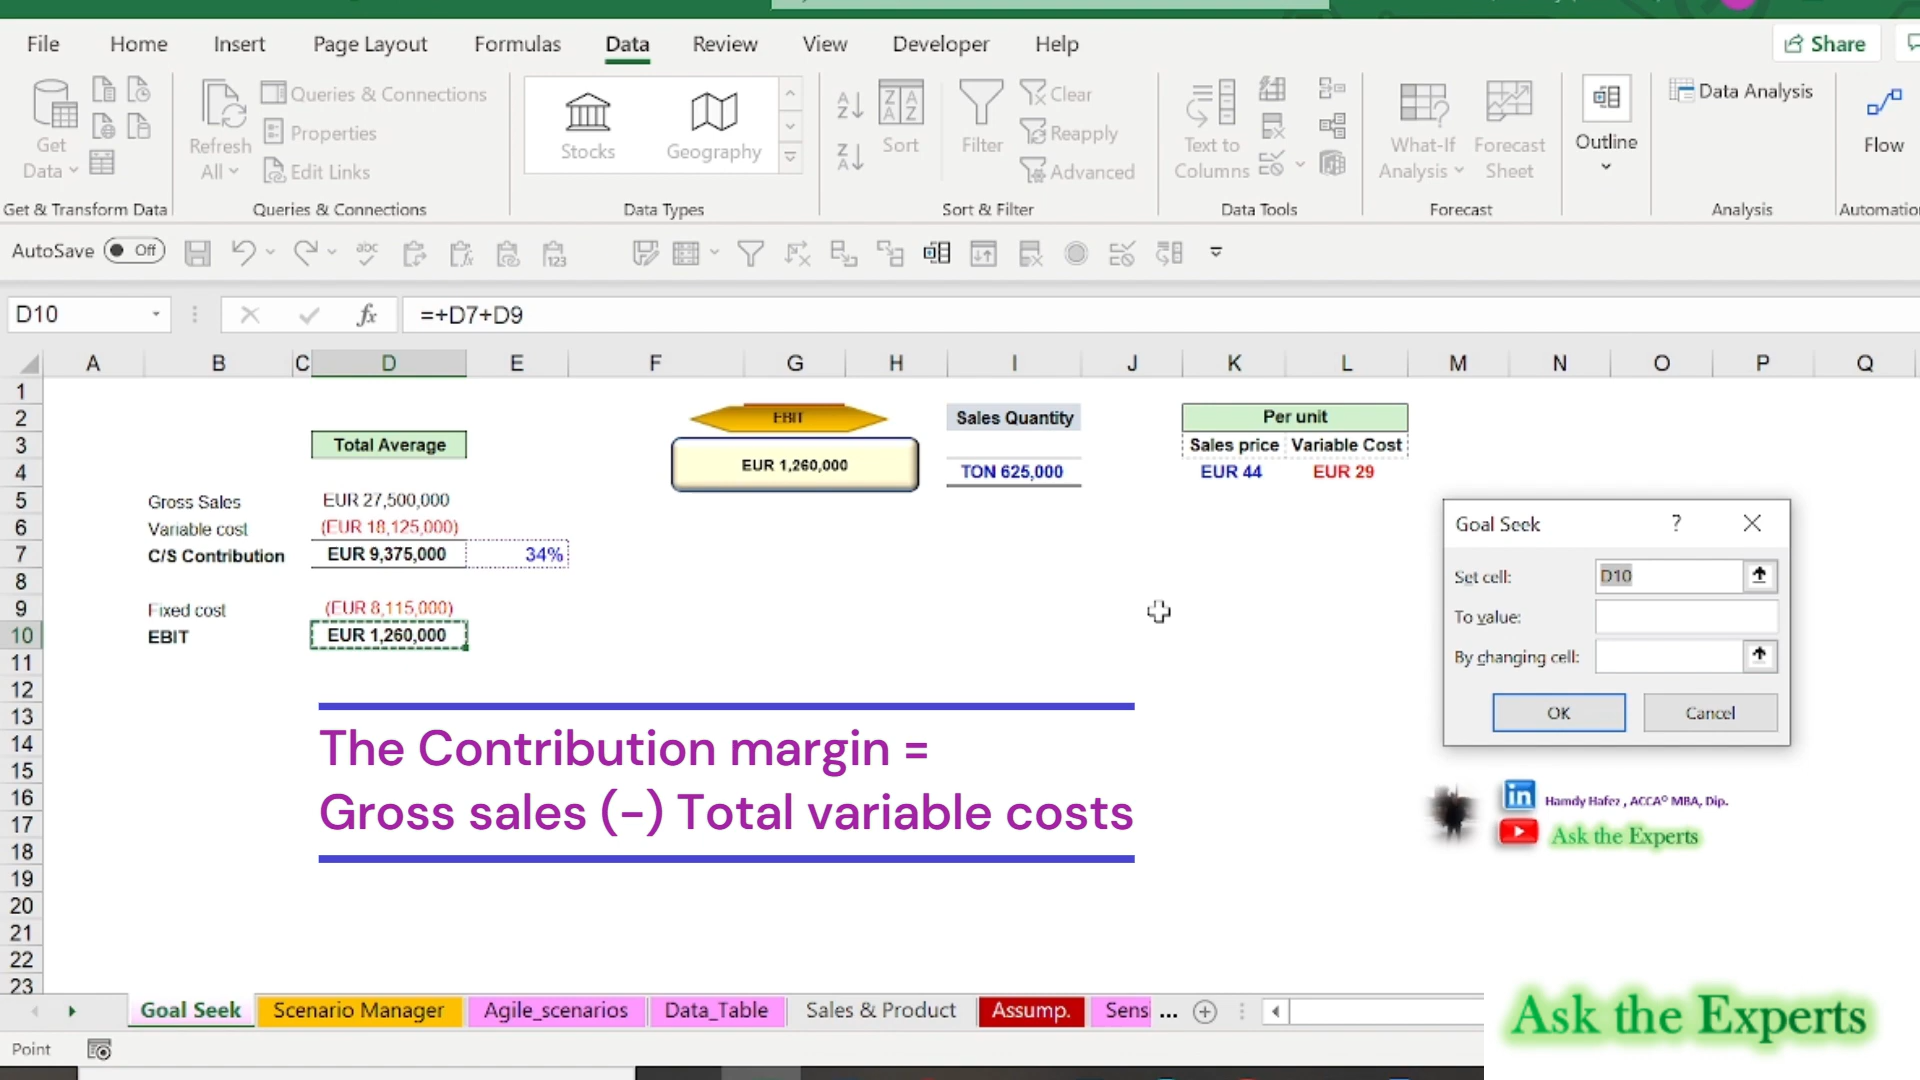 File Home Insert Page Layout Formulas Data Review View Developer Help Share
Get Data
Refresh All
Queries & Connections
Properties
Edit Links
Stocks
Geography
Sort
Filter
Clear
Reapply
Advanced
Text to Columns
What-If Analysis
Forecast Sheet
Outline
Data Analysis
Flow
Get & Transform Data Queries & Connections Data Types Sort & Filter Data Tools Forecast Analysis Automatio
AutoSave Off
D10 fx =+D7+D9
A B C D E F G H I J K L M N O P Q
1
2 EBIT Sales Quantity Per unit
3 Total Average Sales price Variable Cost
4 EUR 1,260,000 TON 625,000 EUR 44 EUR 29
5 Gross Sales EUR 27,500,000
6 Variable cost (EUR 18,125,000)
7 C/S Contribution EUR 9,375,000 34%
8
9 Fixed cost (EUR 8,115,000)
10 EBIT EUR 1,260,000
11
12
13
14
15
16
17
18
19
20
21
22
23
Goal Seek ?
Set cell: D10
To value:
By changing cell:
OK Cancel
The Contribution margin =
Gross sales (-) Total variable costs
in Hamdy Hafez , ACCA© MBA, Dip.
Ask the Experts
Goal Seek Scenario Manager Agile_scenarios Data_Table Sales & Product Assump. Sens ...
Ask the Experts
Point